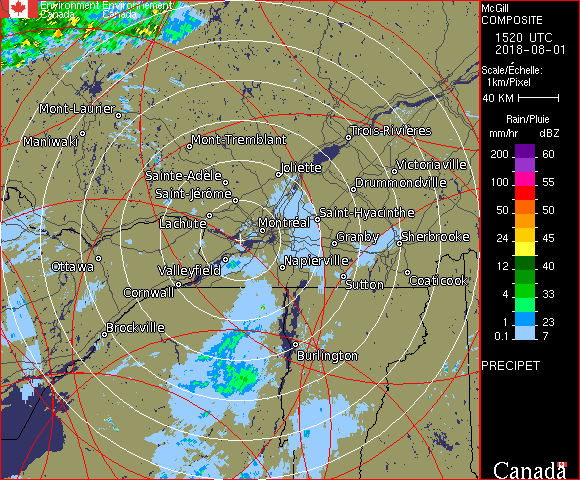 Environment Environnement
Canada Canada
Mont-Laurier
Trois-Rivières
Maniwaki
Mont-Tremblant
Joliette
Victoriaville
Sainte-Adèle
Drummondville
Saint-Jérôme
Saint-Hyacinthe
Lachute
Montréal
Granby
Sherbrooke
Ottawa
Napierville
Valleyfield
Coaticook
Sutton
Cornwall
Brockville
Burlington
McGill
COMPOSITE
1520 UTC
2018-08-01
Scale/Échelle:
1km/Pixel
40 KM
Rain/Pluie
mm/hr dBZ
200 60
100 55
50 50
24 45
12 40
4 33
1 23
0.1 7
PRECIPET
Canada